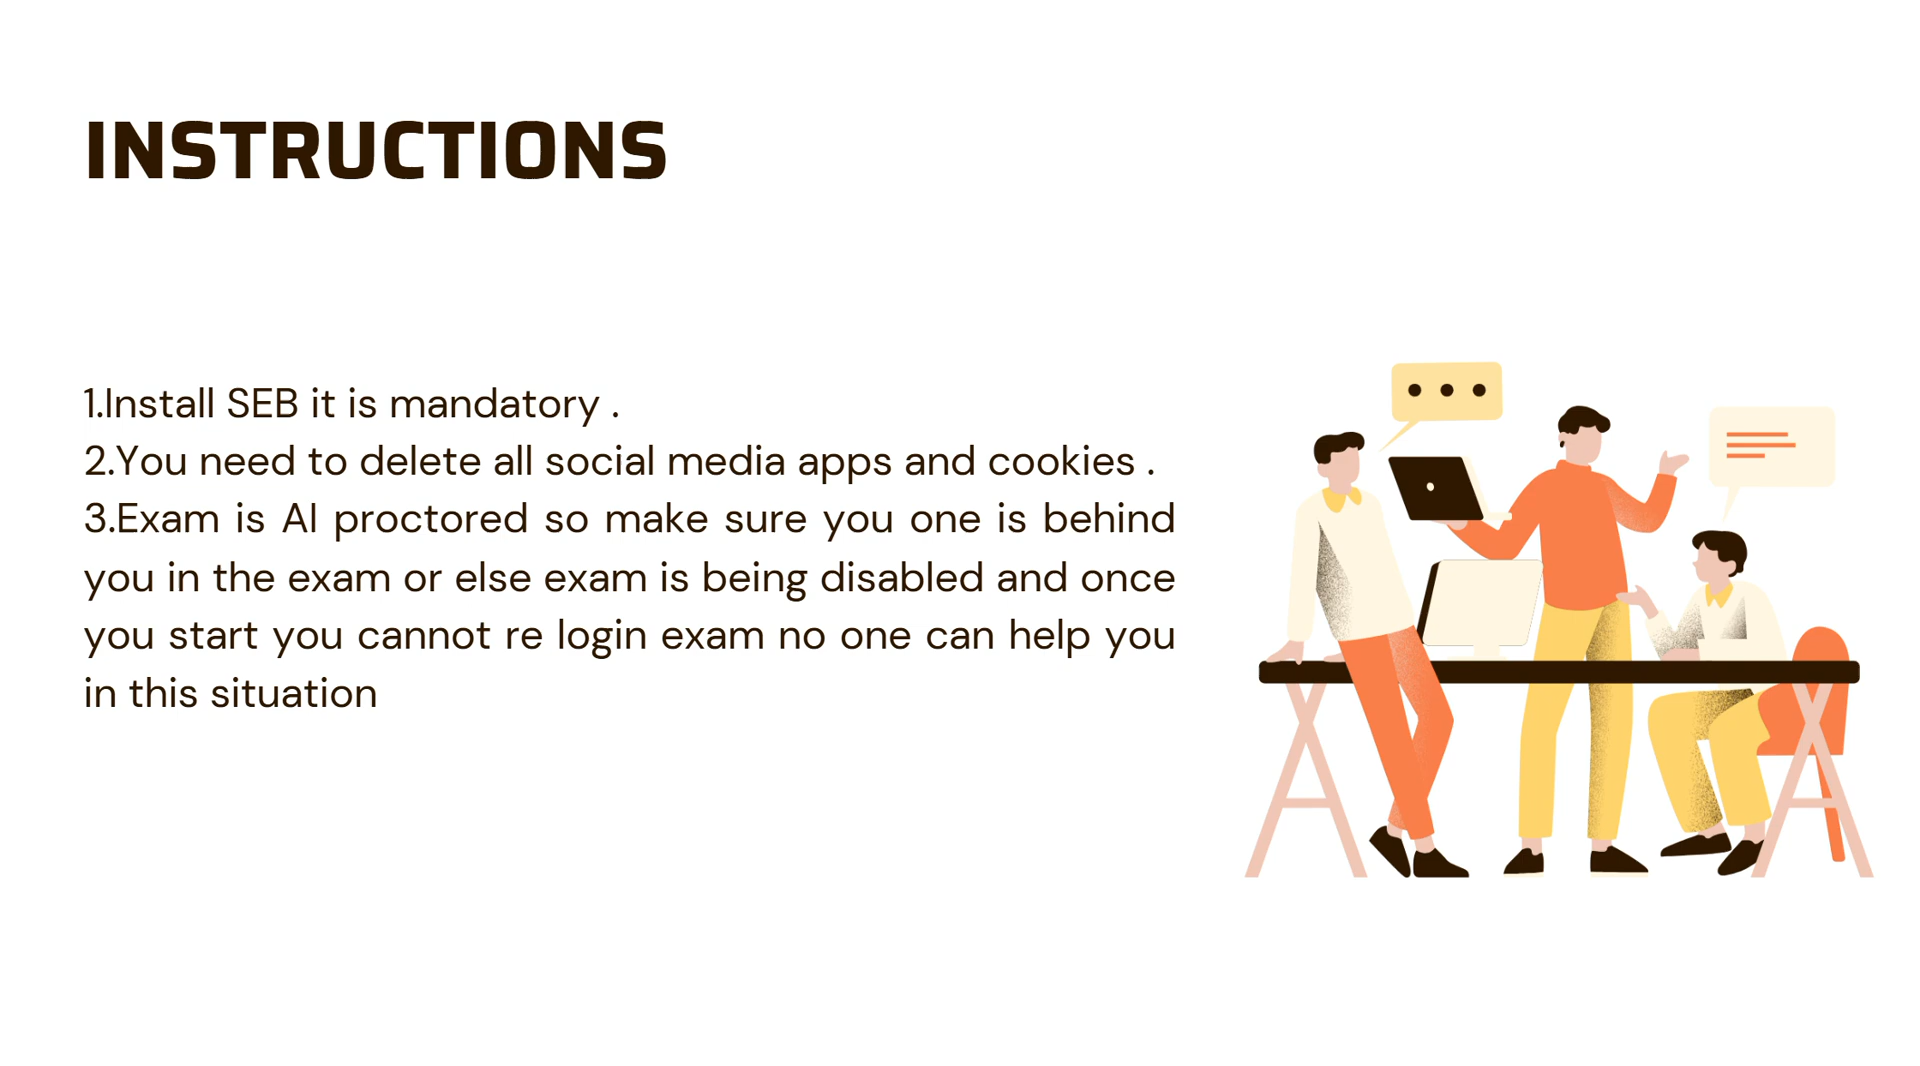 INSTRUCTIONS
1.Install SEB it is mandatory .
2.You need to delete all social media apps and cookies .
3.Exam is AI proctored so make sure you one is behind
you in the exam or else exam is being disabled and once
you start you cannot re login exam no one can help you
in this situation